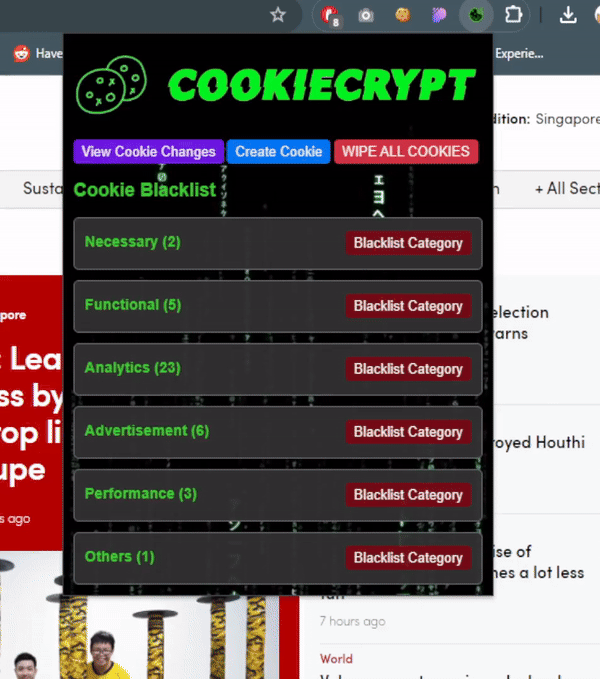 8
Have
Experie...
COOKIECRYPT
View Cookie Changes
Create Cookie
WIPE ALL COOKIES
Cookie Blacklist
Necessary (2)
Blacklist Category
Functional (5)
Blacklist Category
Analytics (23)
Blacklist Category
Advertisement (6)
Blacklist Category
Performance (3)
Blacklist Category
Others (1)
Blacklist Category
dition: Singapore
Susta
+ All Sect
pore
: Lea
ss by
rop li
upe
s ago
election
arns
royed Houthi
ise of
nes a lot less
7 hours ago
World